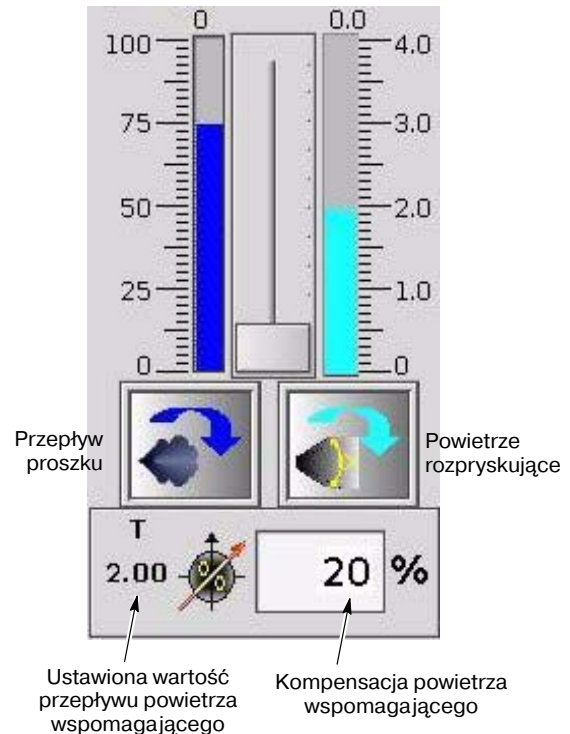 0 0.0
100 4.0
75 3.0
50 2.0
25 1.0
0 0
Przepływ
proszku
Powietrze
rozpryskujące
T
2.00 20 %
Ustawiona wartość
przepływu powietrza
wspomagającego
Kompensacja powietrza
wspomagającego